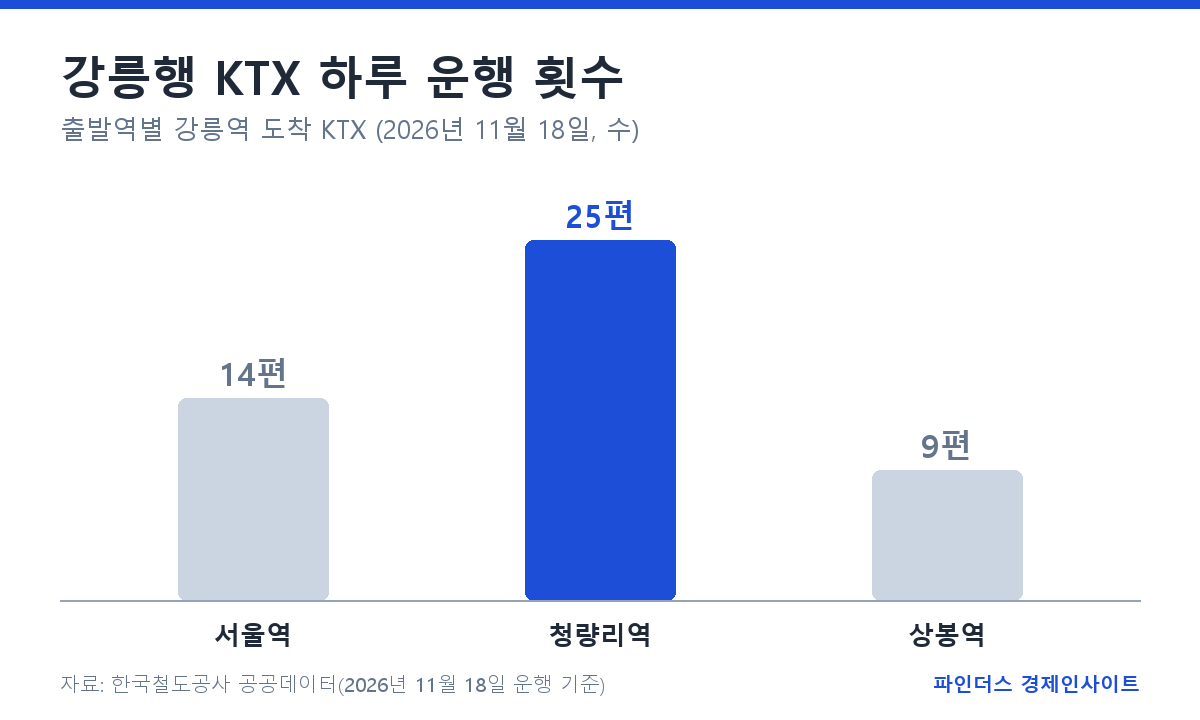 강릉행 KTX 하루 운행 횟수
출발역별 강릉역 도착 KTX (2026년 11월 18일, 수)
25편
14편
9편
서울역
청량리역
상봉역
자료: 한국철도공사 공공데이터(2026년 11월 18일 운행 기준)
파인더스 경제인사이트